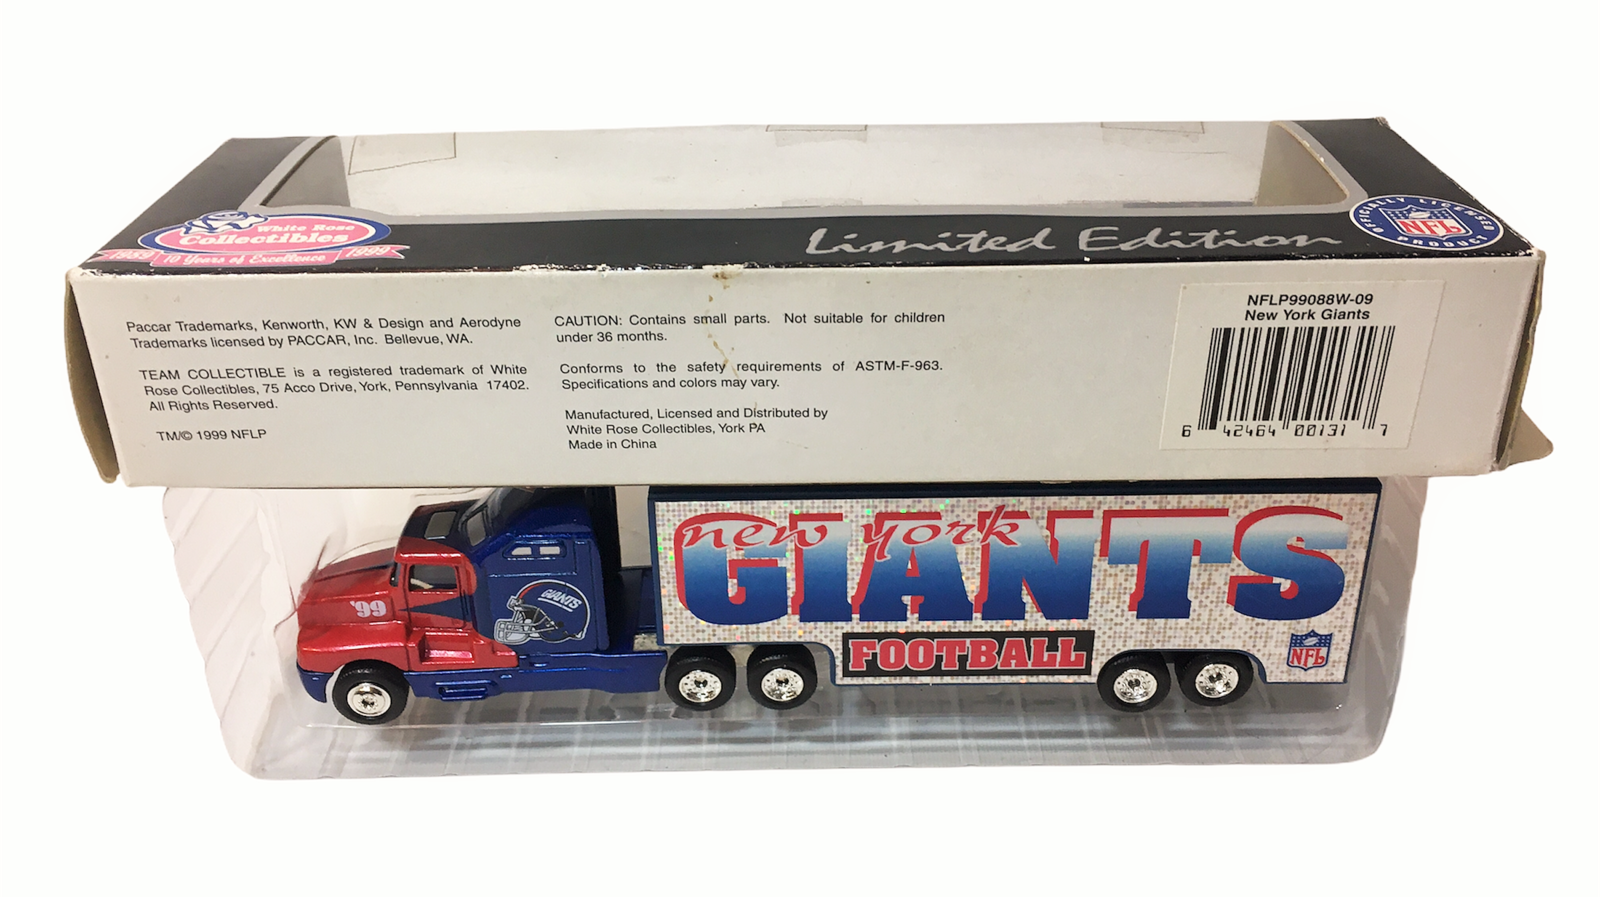 White Rose
Collectibles
1989 10 Years of Excellence 1999
Limited Edition
OFFICIALLY LICENSED
NFL
PRODUCT
Paccar Trademarks, Kenworth, KW & Design and Aerodyne
Trademarks licensed by PACCAR, Inc. Bellevue, WA.
TEAM COLLECTIBLE is a registered trademark of White
Rose Collectibles, 75 Acco Drive, York, Pennsylvania 17402.
All Rights Reserved.
TM/© 1999 NFLP
CAUTION: Contains small parts. Not suitable for children
under 36 months.
Conforms to the safety requirements of ASTM-F-963.
Specifications and colors may vary.
Manufactured, Licensed and Distributed by
White Rose Collectibles, York PA
Made in China
NFLP99088W-09
New York Giants
6 42464 00131 7
'99
GIANTS
new york
GIANTS
FOOTBALL
NFL